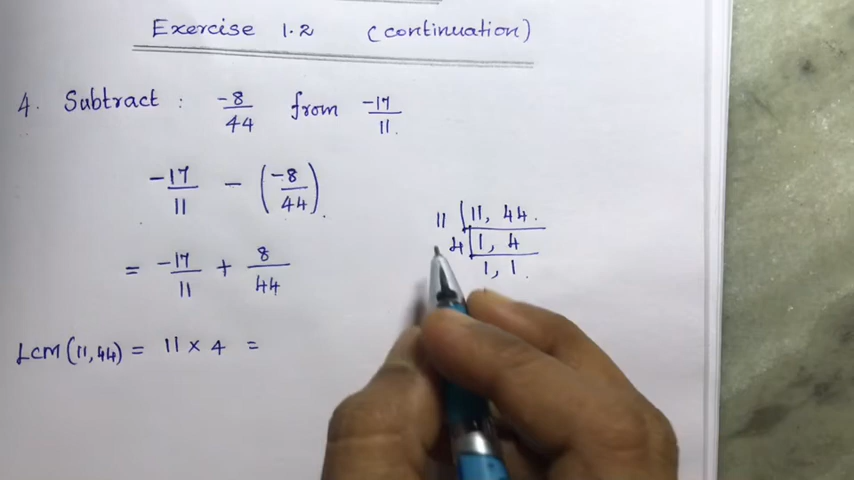 Exercise 1.2 (continuation)
4. Subtract : -8/44 from -17/11.
-17/11 - (-8/44).
= -17/11 + 8/44
11 | 11, 44.
4 | 1, 4
1, 1.
Lcm (11,44) = 11 × 4 =